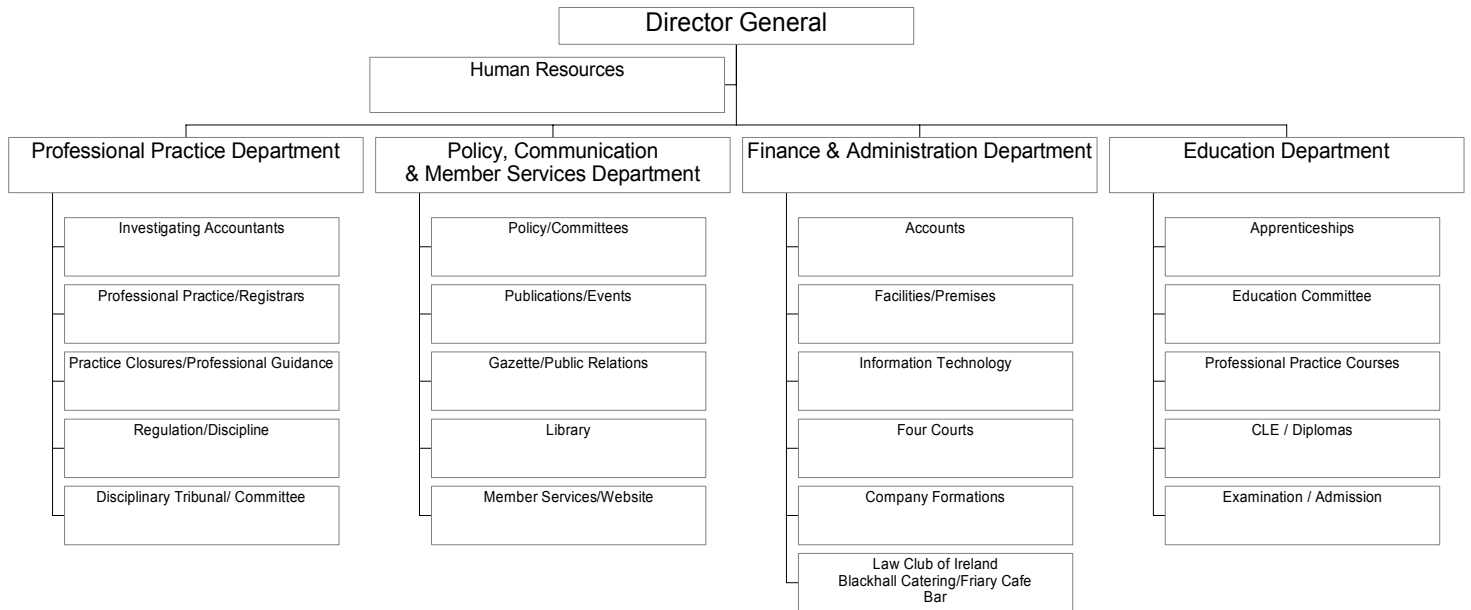 Director General
Human Resources
Professional Practice Department
Investigating Accountants
Professional Practice/Registrars
Practice Closures/Professional Guidance
Regulation/Discipline
Disciplinary Tribunal/ Committee
Policy, Communication
& Member Services Department
Policy/Committees
Publications/Events
Gazette/Public Relations
Library
Member Services/Website
Finance & Administration Department
Accounts
Facilities/Premises
Information Technology
Four Courts
Company Formations
Law Club of Ireland
Blackhall Catering/Friary Cafe
Bar
Education Department
Apprenticeships
Education Committee
Professional Practice Courses
CLE / Diplomas
Examination / Admission